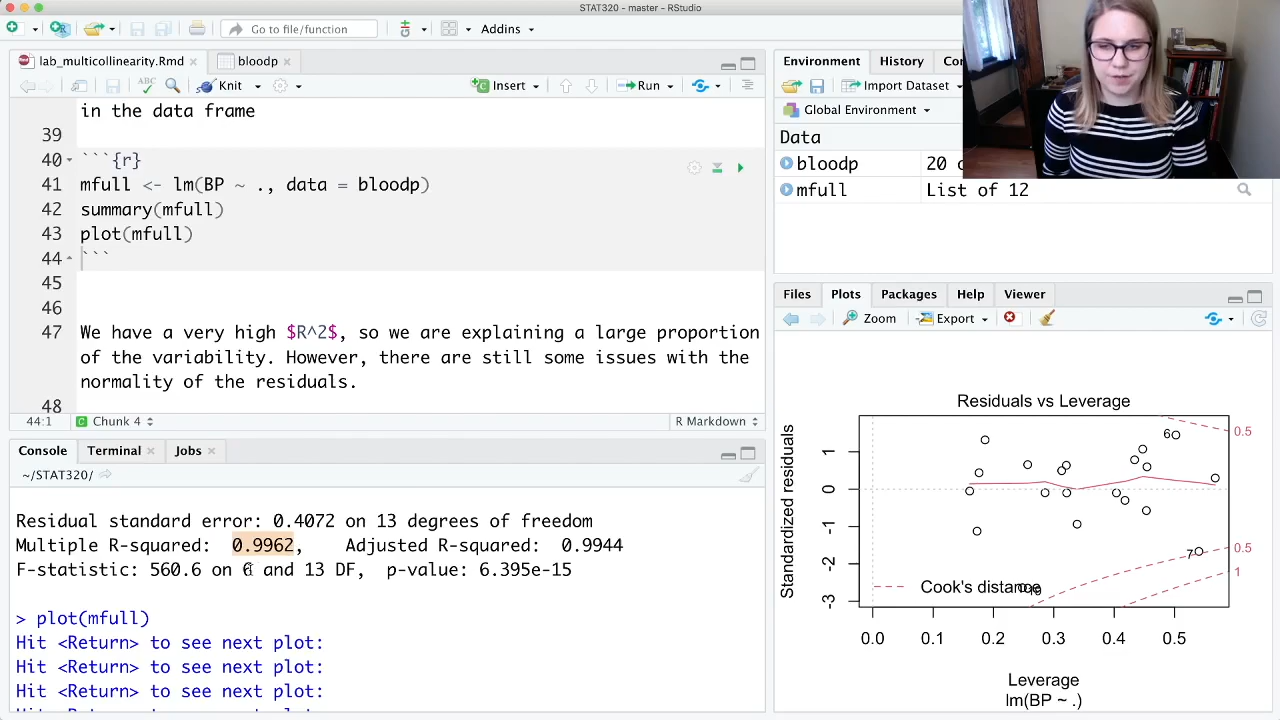 STAT320 - master - RStudio
Go to file/function
Addins
lab_multicollinearity.Rmd
bloodp
ABC
Knit
Insert
Run
in the data frame
39
40 ```{r}
41 mfull <- lm(BP ~ ., data = bloodp)
42 summary(mfull)
43 plot(mfull)
44 ```
45
46
47 We have a very high $R^2$, so we are explaining a large proportion
of the variability. However, there are still some issues with the
normality of the residuals.
48
44:1 Chunk 4 R Markdown
Console Terminal Jobs
~/STAT320/
Residual standard error: 0.4072 on 13 degrees of freedom
Multiple R-squared: 0.9962, Adjusted R-squared: 0.9944
F-statistic: 560.6 on 6 and 13 DF, p-value: 6.395e-15
> plot(mfull)
Hit <Return> to see next plot:
Hit <Return> to see next plot:
Hit <Return> to see next plot:
Environment History
Import Dataset
Global Environment
Data
bloodp 20
mfull List of 12
Files Plots Packages Help Viewer
Zoom Export
Residuals vs Leverage
Standardized residuals
1
0
-1
-2
-3
6
7
0.5
0.5
1
Cook's distance
0.0 0.1 0.2 0.3 0.4 0.5
Leverage
lm(BP ~ .)